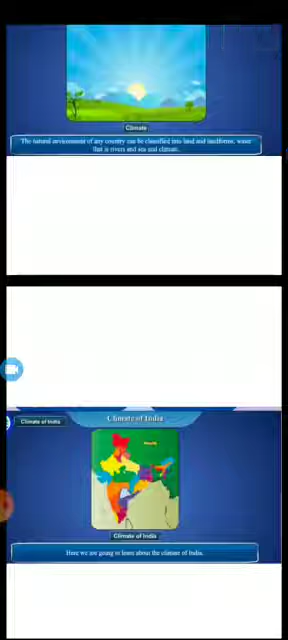 Climate
The natural environment of any country can be classified into land and landforms, water
that is rivers and sea and climate.
Climate of India
Climate of India
Climate of India
Here we are going to learn about the climate of India.